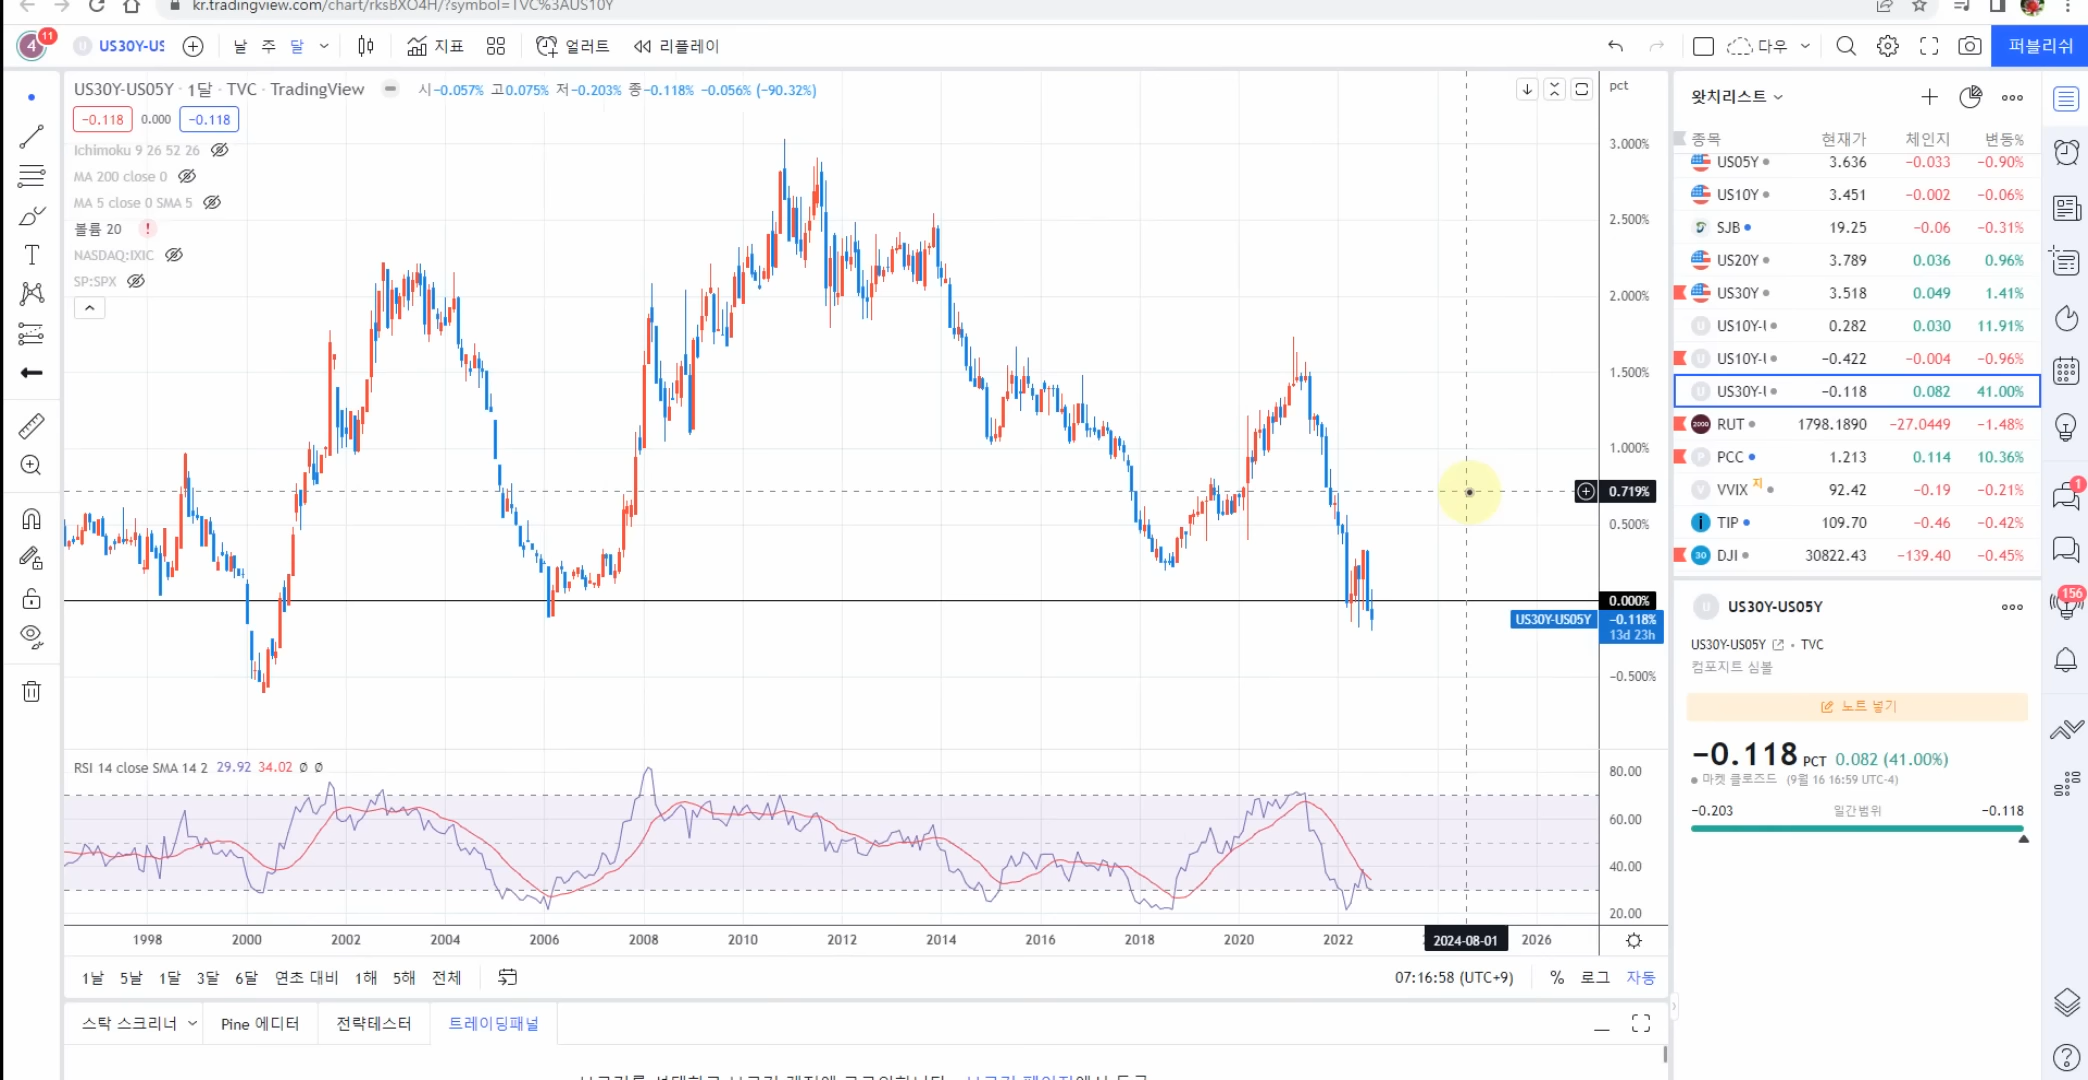 kr.tradingview.com/chart/rksBXO4H/?symbol=TVC%3AUS10Y
4 11 US30Y-US 날 주 달 지표 얼러트 리플레이 다우 퍼블리쉬
US30Y-US05Y · 1달 · TVC · TradingView 시-0.057% 고0.075% 저-0.203% 종-0.118% -0.056% (-90.32%)
-0.118 0.000 -0.118
Ichimoku 9 26 52 26
MA 200 close 0
MA 5 close 0 SMA 5
볼륨 20 !
NASDAQ:IXIC
SP:SPX
pct
3.000%
2.500%
2.000%
1.500%
1.000%
0.719%
0.500%
0.000%
US30Y-US05Y -0.118%
13d 23h
-0.500%
RSI 14 close SMA 14 2 29.92 34.02 Ø Ø
80.00
60.00
40.00
20.00
1998 2000 2002 2004 2006 2008 2010 2012 2014 2016 2018 2020 2022 2024-08-01 2026
1날 5날 1달 3달 6달 연초 대비 1해 5해 전체 07:16:58 (UTC+9) % 로그 자동
스탁 스크리너 Pine 에디터 전략테스터 트레이딩패널
왓치리스트
종목 현재가 체인지 변동%
US05Y 3.636 -0.033 -0.90%
US10Y 3.451 -0.002 -0.06%
SJB 19.25 -0.06 -0.31%
US20Y 3.789 0.036 0.96%
US30Y 3.518 0.049 1.41%
U US10Y-U 0.282 0.030 11.91%
U US10Y-U -0.422 -0.004 -0.96%
U US30Y-U -0.118 0.082 41.00%
2000 RUT 1798.1890 -27.0449 -1.48%
P PCC 1.213 0.114 10.36%
V VVIX 지 92.42 -0.19 -0.21%
TIP 109.70 -0.46 -0.42%
30 DJI 30822.43 -139.40 -0.45%
U US30Y-US05Y
US30Y-US05Y · TVC
컴포지트 심볼
노트 넣기
-0.118 PCT 0.082 (41.00%)
마켓 클로즈드 (9월 16 16:59 UTC-4)
-0.203 일간범위 -0.118
1
156